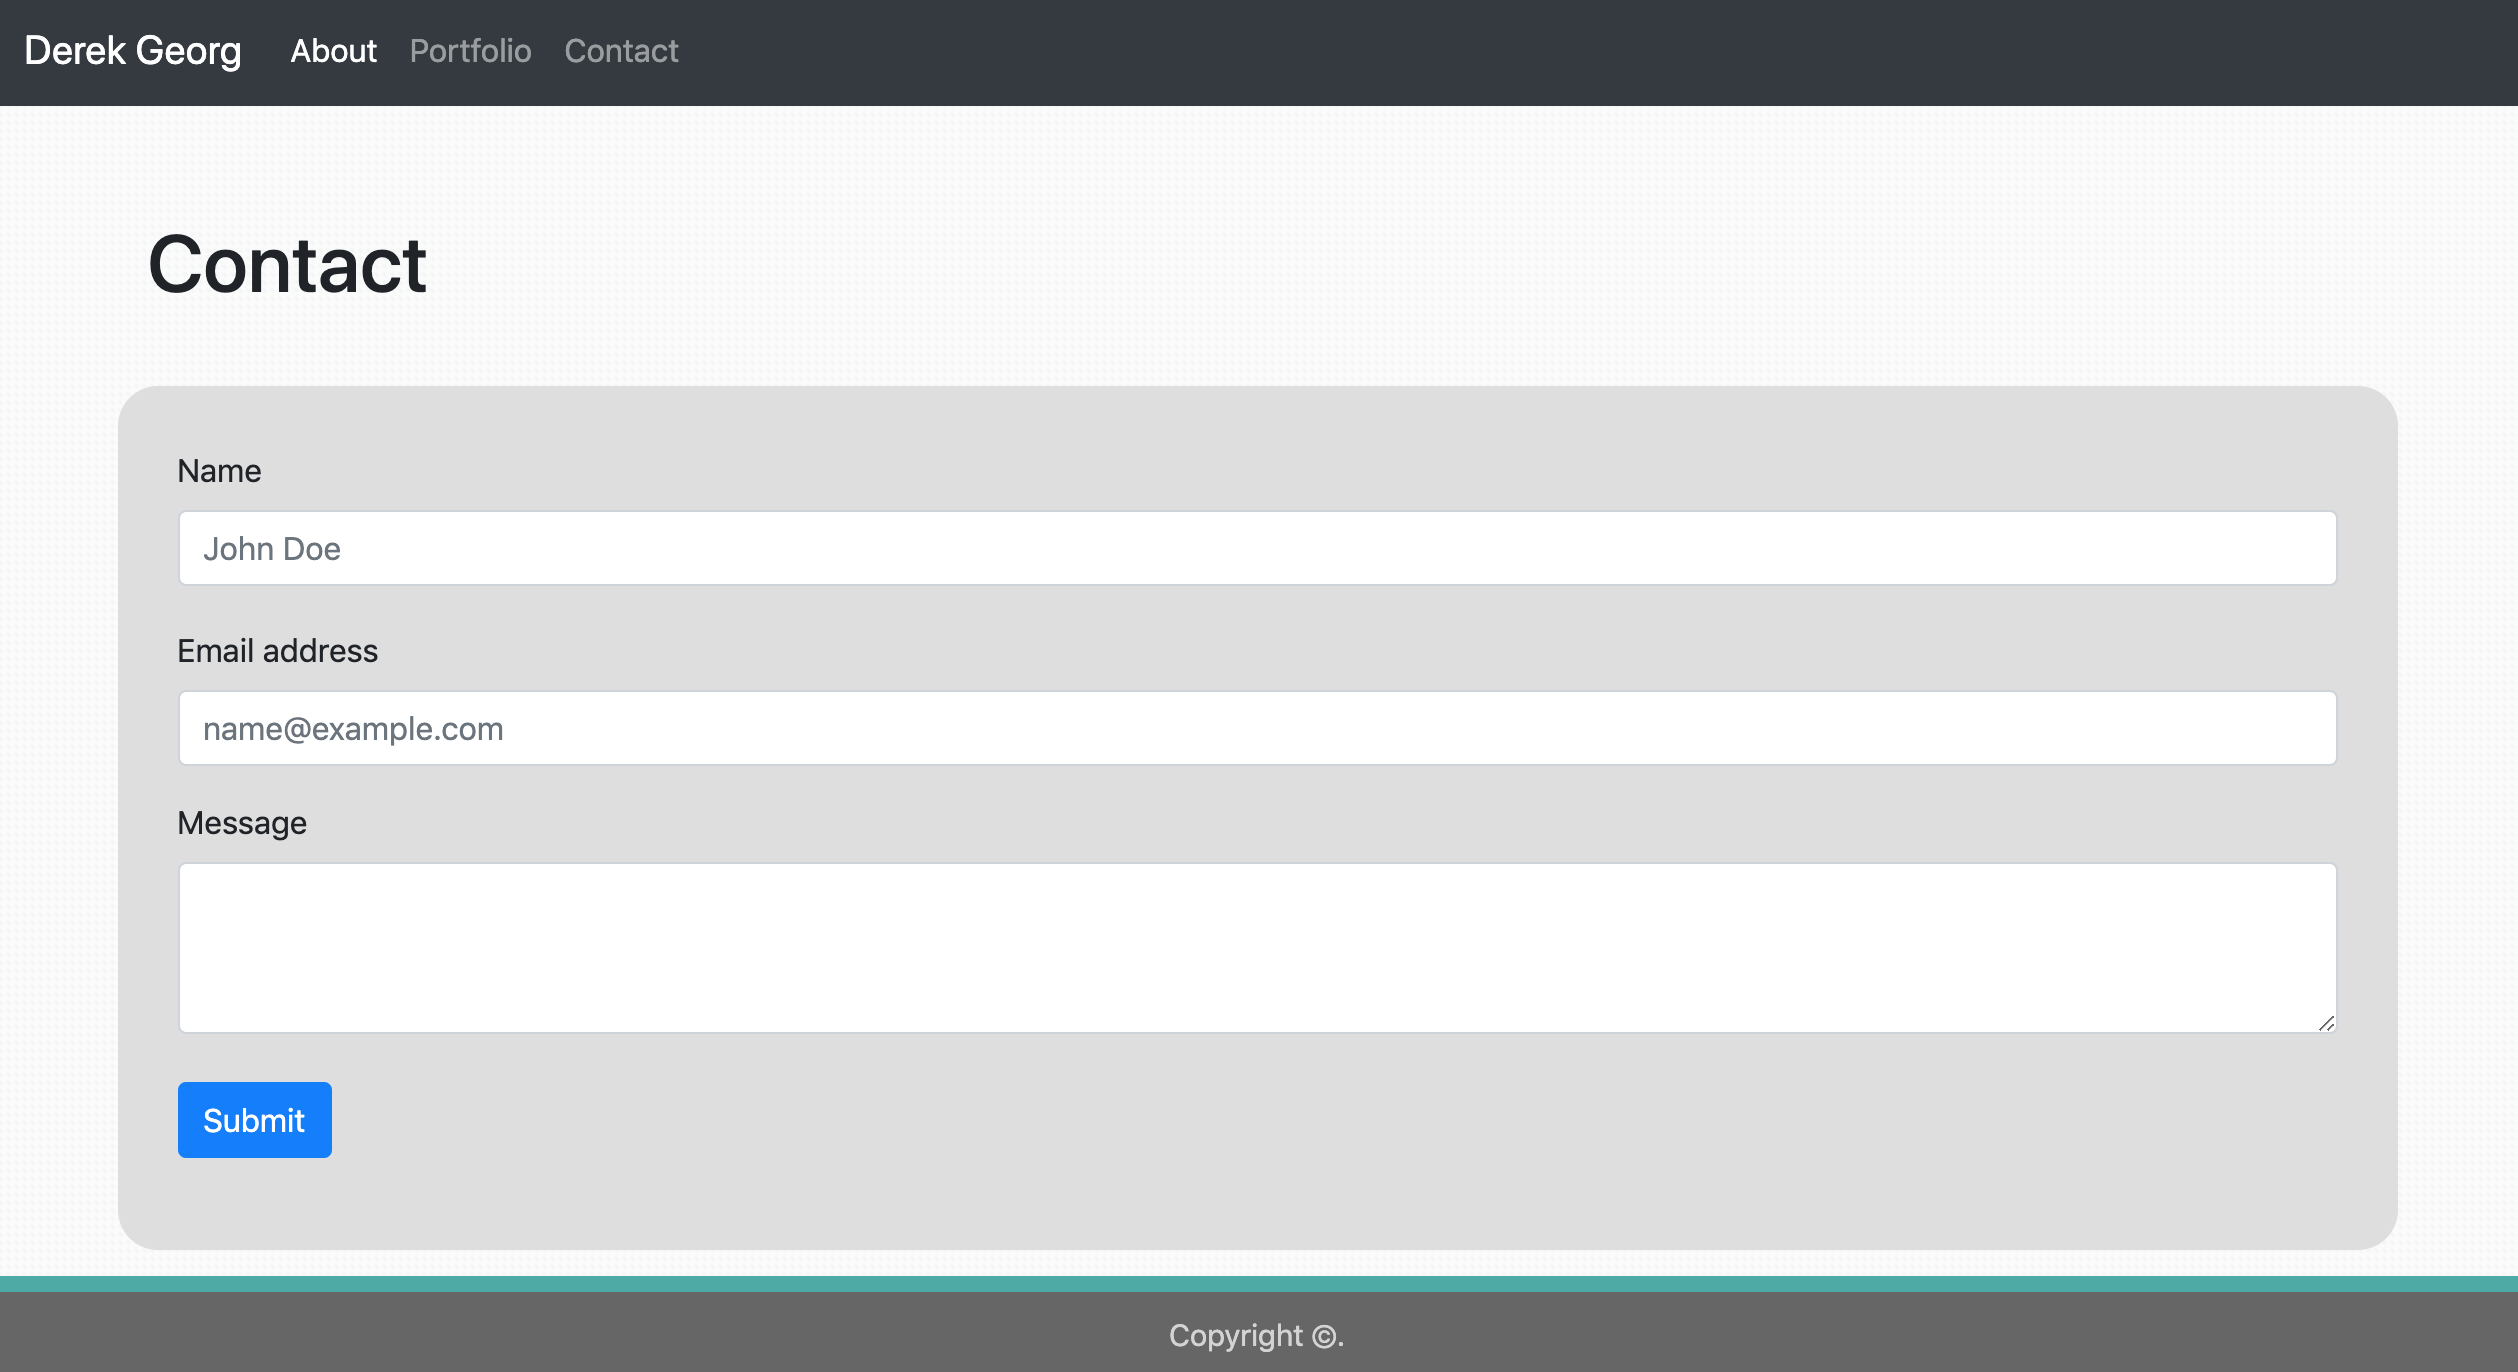 Derek Georg About Portfolio Contact
Contact
Name
John Doe
Email address
name@example.com
Message
Submit
Copyright ©.